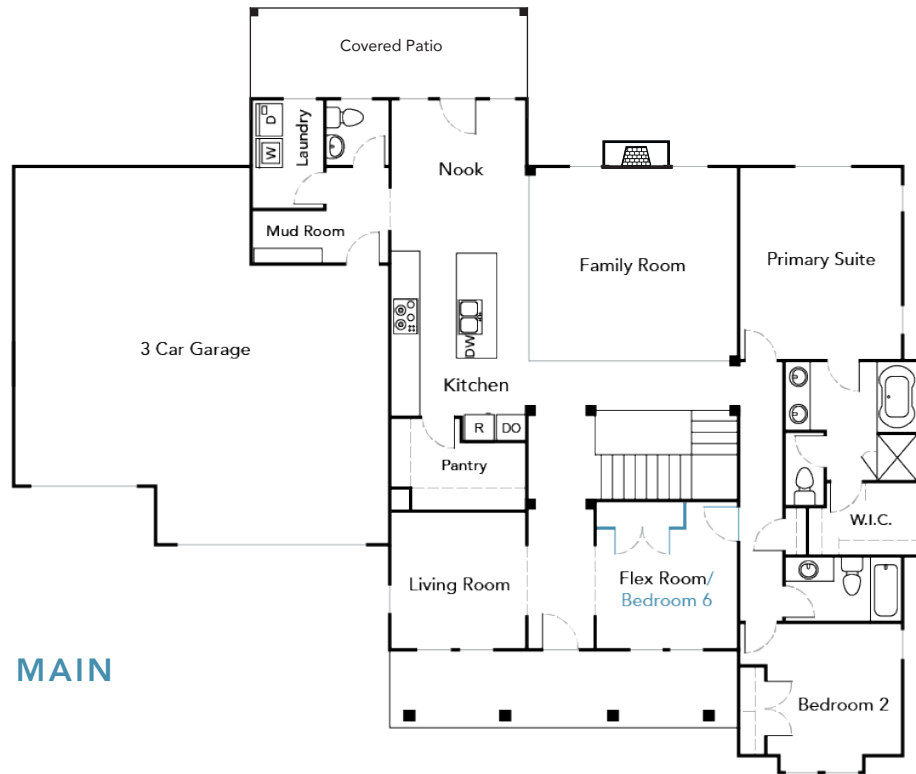 Covered Patio
D
W
Laundry
Nook
Mud Room
Family Room
Primary Suite
3 Car Garage
DW
Kitchen
R
DO
Pantry
W.I.C.
Living Room
Flex Room/
Bedroom 6
MAIN
Bedroom 2